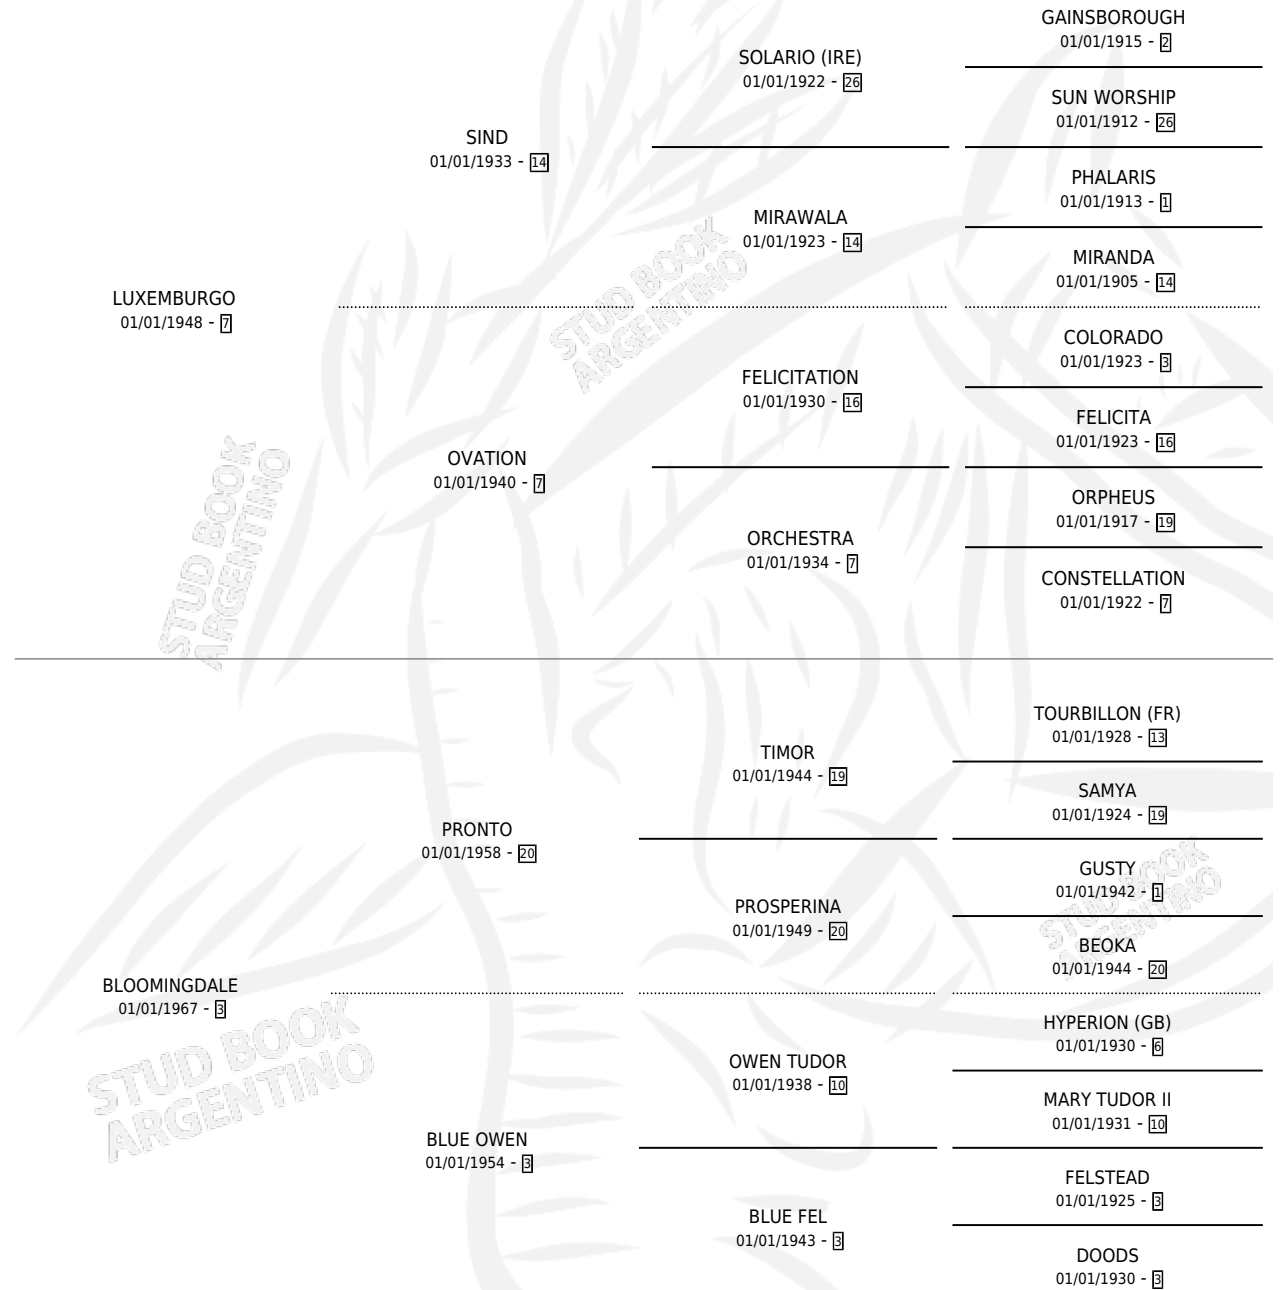 GAINSBOROUGH
01/01/1915 - 2
SOLARIO (IRE)
01/01/1922 - 26
SUN WORSHIP
01/01/1912 - 26
SIND
01/01/1933 - 14
PHALARIS
01/01/1913 - 1
MIRAWALA
01/01/1923 - 14
MIRANDA
01/01/1905 - 14
LUXEMBURGO
01/01/1948 - 7
COLORADO
01/01/1923 - 3
FELICITATION
01/01/1930 - 16
FELICITA
01/01/1923 - 16
OVATION
01/01/1940 - 7
ORPHEUS
01/01/1917 - 19
ORCHESTRA
01/01/1934 - 7
CONSTELLATION
01/01/1922 - 7
TOURBILLON (FR)
01/01/1928 - 13
TIMOR
01/01/1944 - 19
SAMYA
01/01/1924 - 19
PRONTO
01/01/1958 - 20
GUSTY
01/01/1942 - 1
PROSPERINA
01/01/1949 - 20
BEOKA
01/01/1944 - 20
BLOOMINGDALE
01/01/1967 - 3
HYPERION (GB)
01/01/1930 - 6
OWEN TUDOR
01/01/1938 - 10
MARY TUDOR II
01/01/1931 - 10
BLUE OWEN
01/01/1954 - 3
FELSTEAD
01/01/1925 - 3
BLUE FEL
01/01/1943 - 3
DOODS
01/01/1930 - 3
STUD BOOK
ARGENTINO
STUD BOOK
ARGENTINO
STUD BOOK
ARGENTINO
STUD BOOK
ARGENTINO